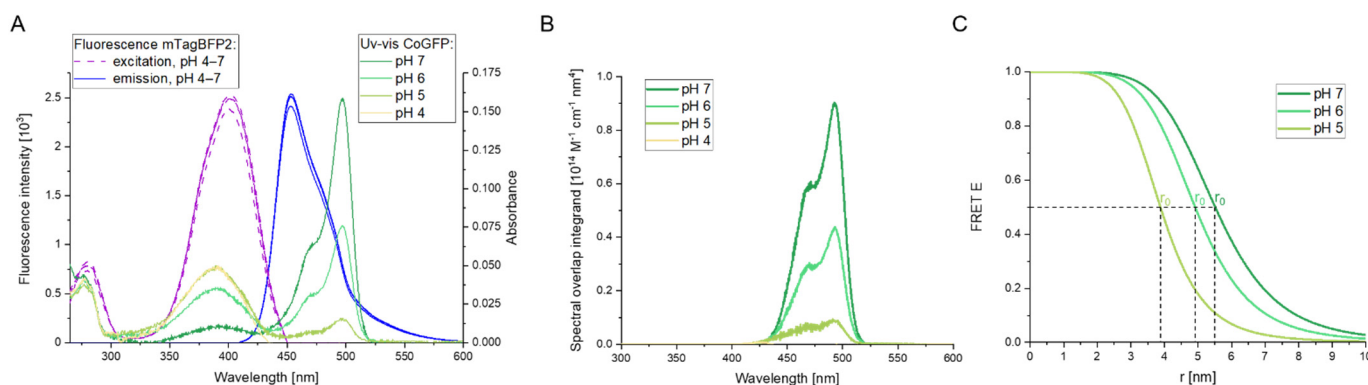 A
Fluorescence mTagBFP2:
excitation, pH 4–7
emission, pH 4–7
Uv-vis CoGFP:
pH 7
pH 6
pH 5
pH 4
Fluorescence intensity [10³]
2.5
2
1.5
1
0.5
0
0.175
0.150
0.125
0.100
0.075
0.050
0.025
0.000
Absorbance
300 350 400 450 500 550 600
Wavelength [nm]
B
Spectral overlap integrand [10¹⁴ M⁻¹ cm⁻¹ nm⁴]
1.0
0.8
0.6
0.4
0.2
0.0
pH 7
pH 6
pH 5
pH 4
300 350 400 450 500 550 600
Wavelength [nm]
C
FRET E
1.0
0.8
0.6
0.4
0.2
0.0
pH 7
pH 6
pH 5
r₀ r₀ r₀
0 1 2 3 4 5 6 7 8 9 10
r [nm]